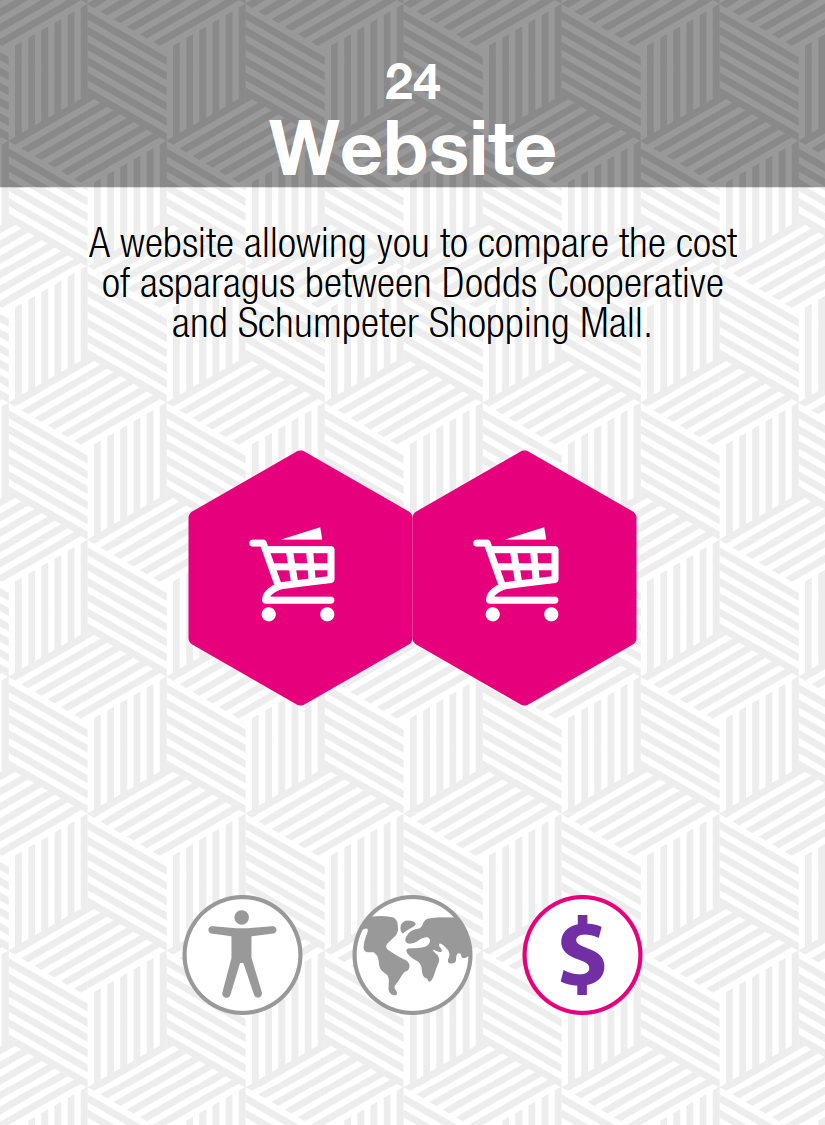 24
Website
A website allowing you to compare the cost
of asparagus between Dodds Cooperative
and Schumpeter Shopping Mall.
$